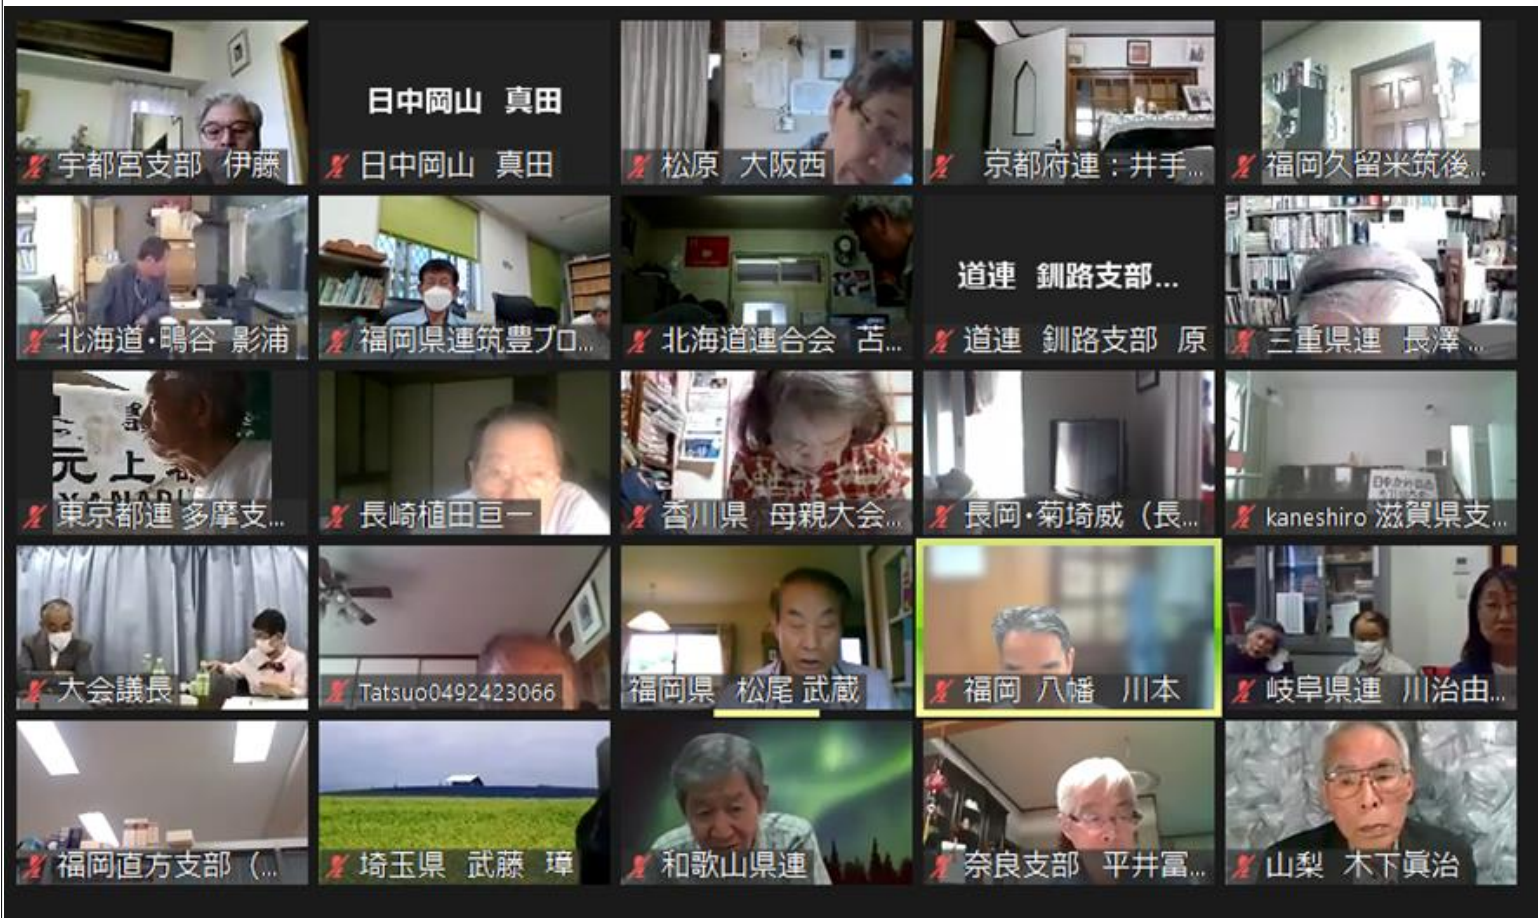 宇都宮支部 伊藤
日中岡山 真田
日中岡山 真田
松原 大阪西
京都府連：井手...
福岡久留米筑後...
北海道・鴨谷 影浦
福岡県連筑豊ブロ...
北海道連合会 苫...
道連 釧路支部...
道連 釧路支部 原
三重県連 長澤 ...
元上
XANADU
東京都連 多摩支...
長崎植田亘一
香川県 母親大会...
長岡・菊埼威（長...
kaneshiro 滋賀県支...
大会議長
Tatsuo0492423066
福岡県 松尾 武蔵
福岡 八幡 川本
岐阜県連 川治由...
福岡直方支部（...
埼玉県 武藤 璋
和歌山県連
奈良支部 平井冨...
山梨 木下眞治